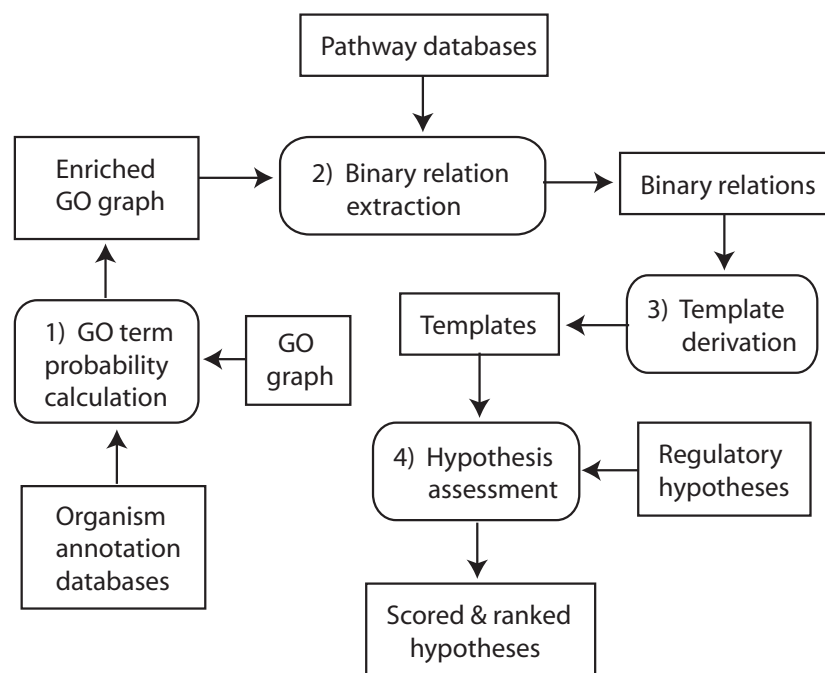 Pathway databases
Enriched
GO graph
2) Binary relation
extraction
Binary relations
1) GO term
probability
calculation
GO
graph
Templates
3) Template
derivation
4) Hypothesis
assessment
Regulatory
hypotheses
Organism
annotation
databases
Scored & ranked
hypotheses